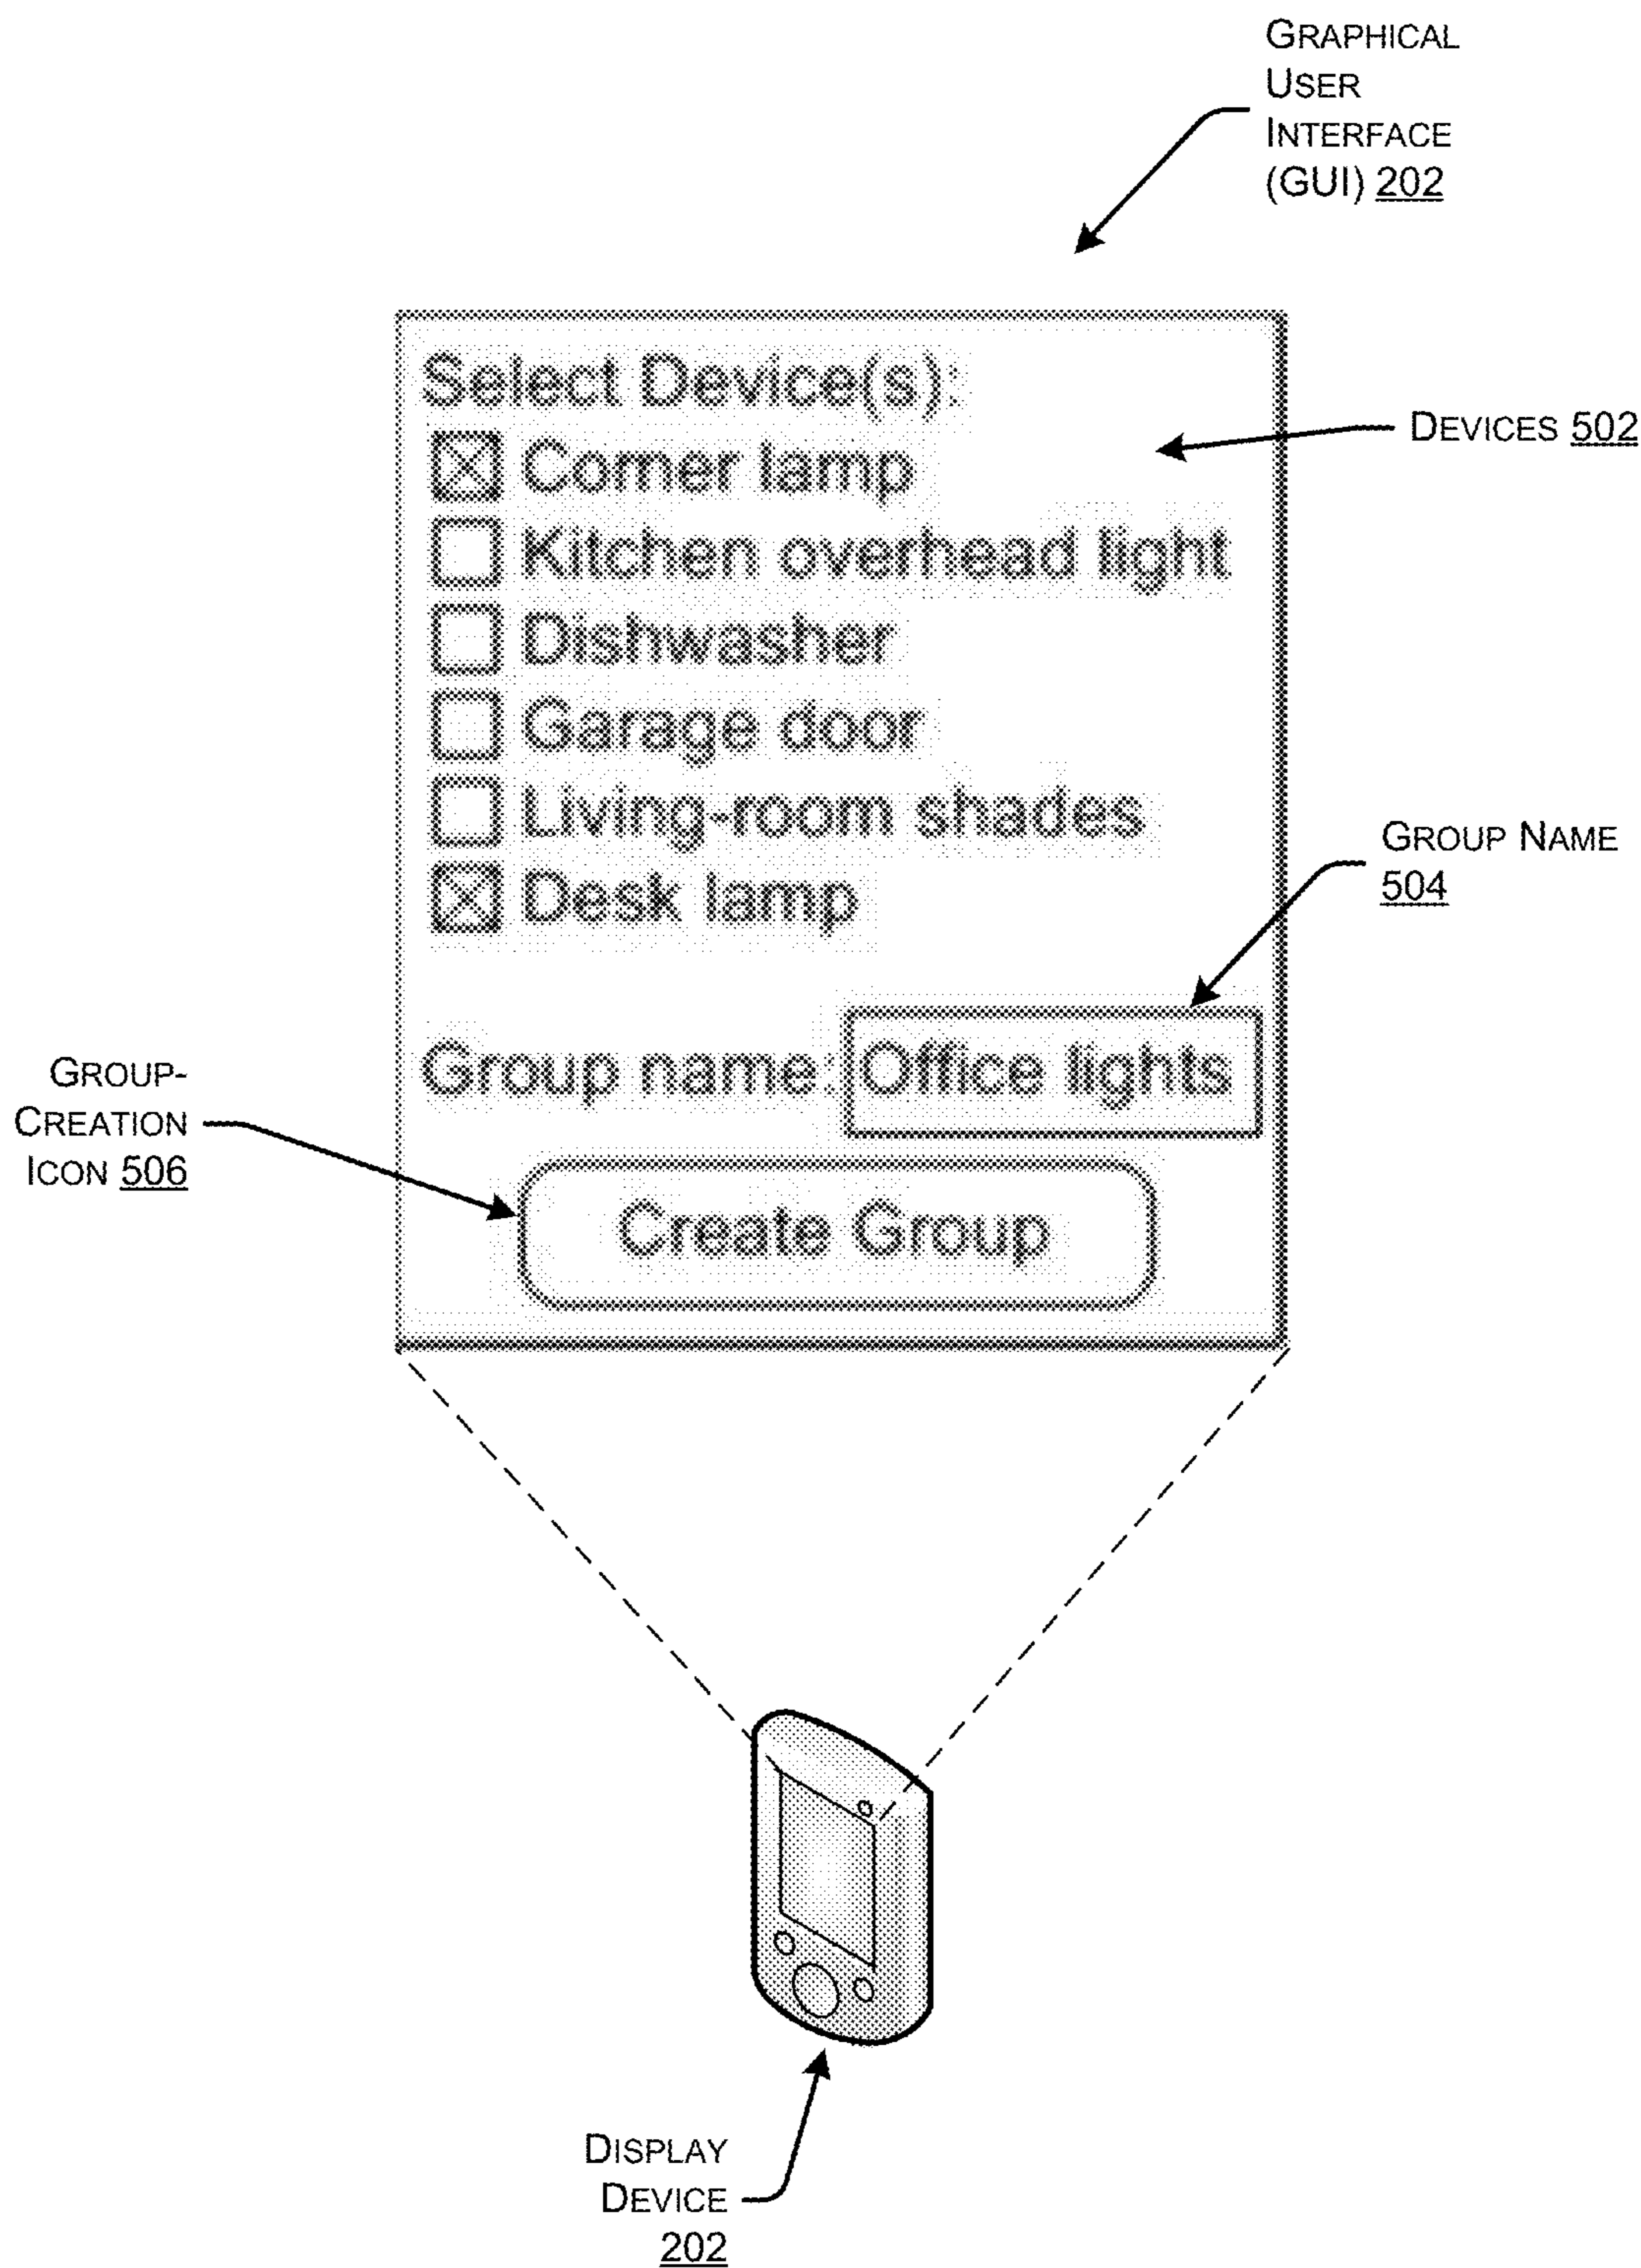 GRAPHICAL
USER
INTERFACE
(GUI) 202
Select Device(s):
DEVICES 502
Corner lamp
Kitchen overhead light
Dishwasher
Garage door
Living-room shades
GROUP NAME
504
Desk lamp
Group name: Office lights
GROUP-
CREATION
ICON 506
Create Group
DISPLAY
DEVICE
202